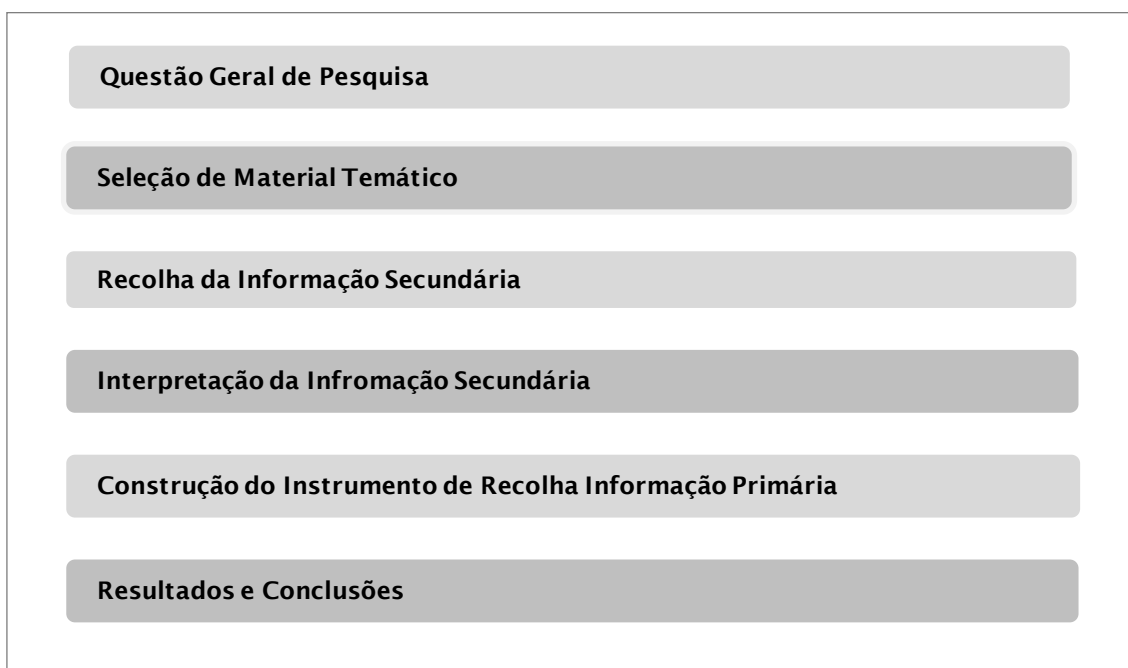 Questão Geral de Pesquisa
Seleção de Material Temático
Recolha da Informação Secundária
Interpretação da Infromação Secundária
Construção do Instrumento de Recolha Informação Primária
Resultados e Conclusões